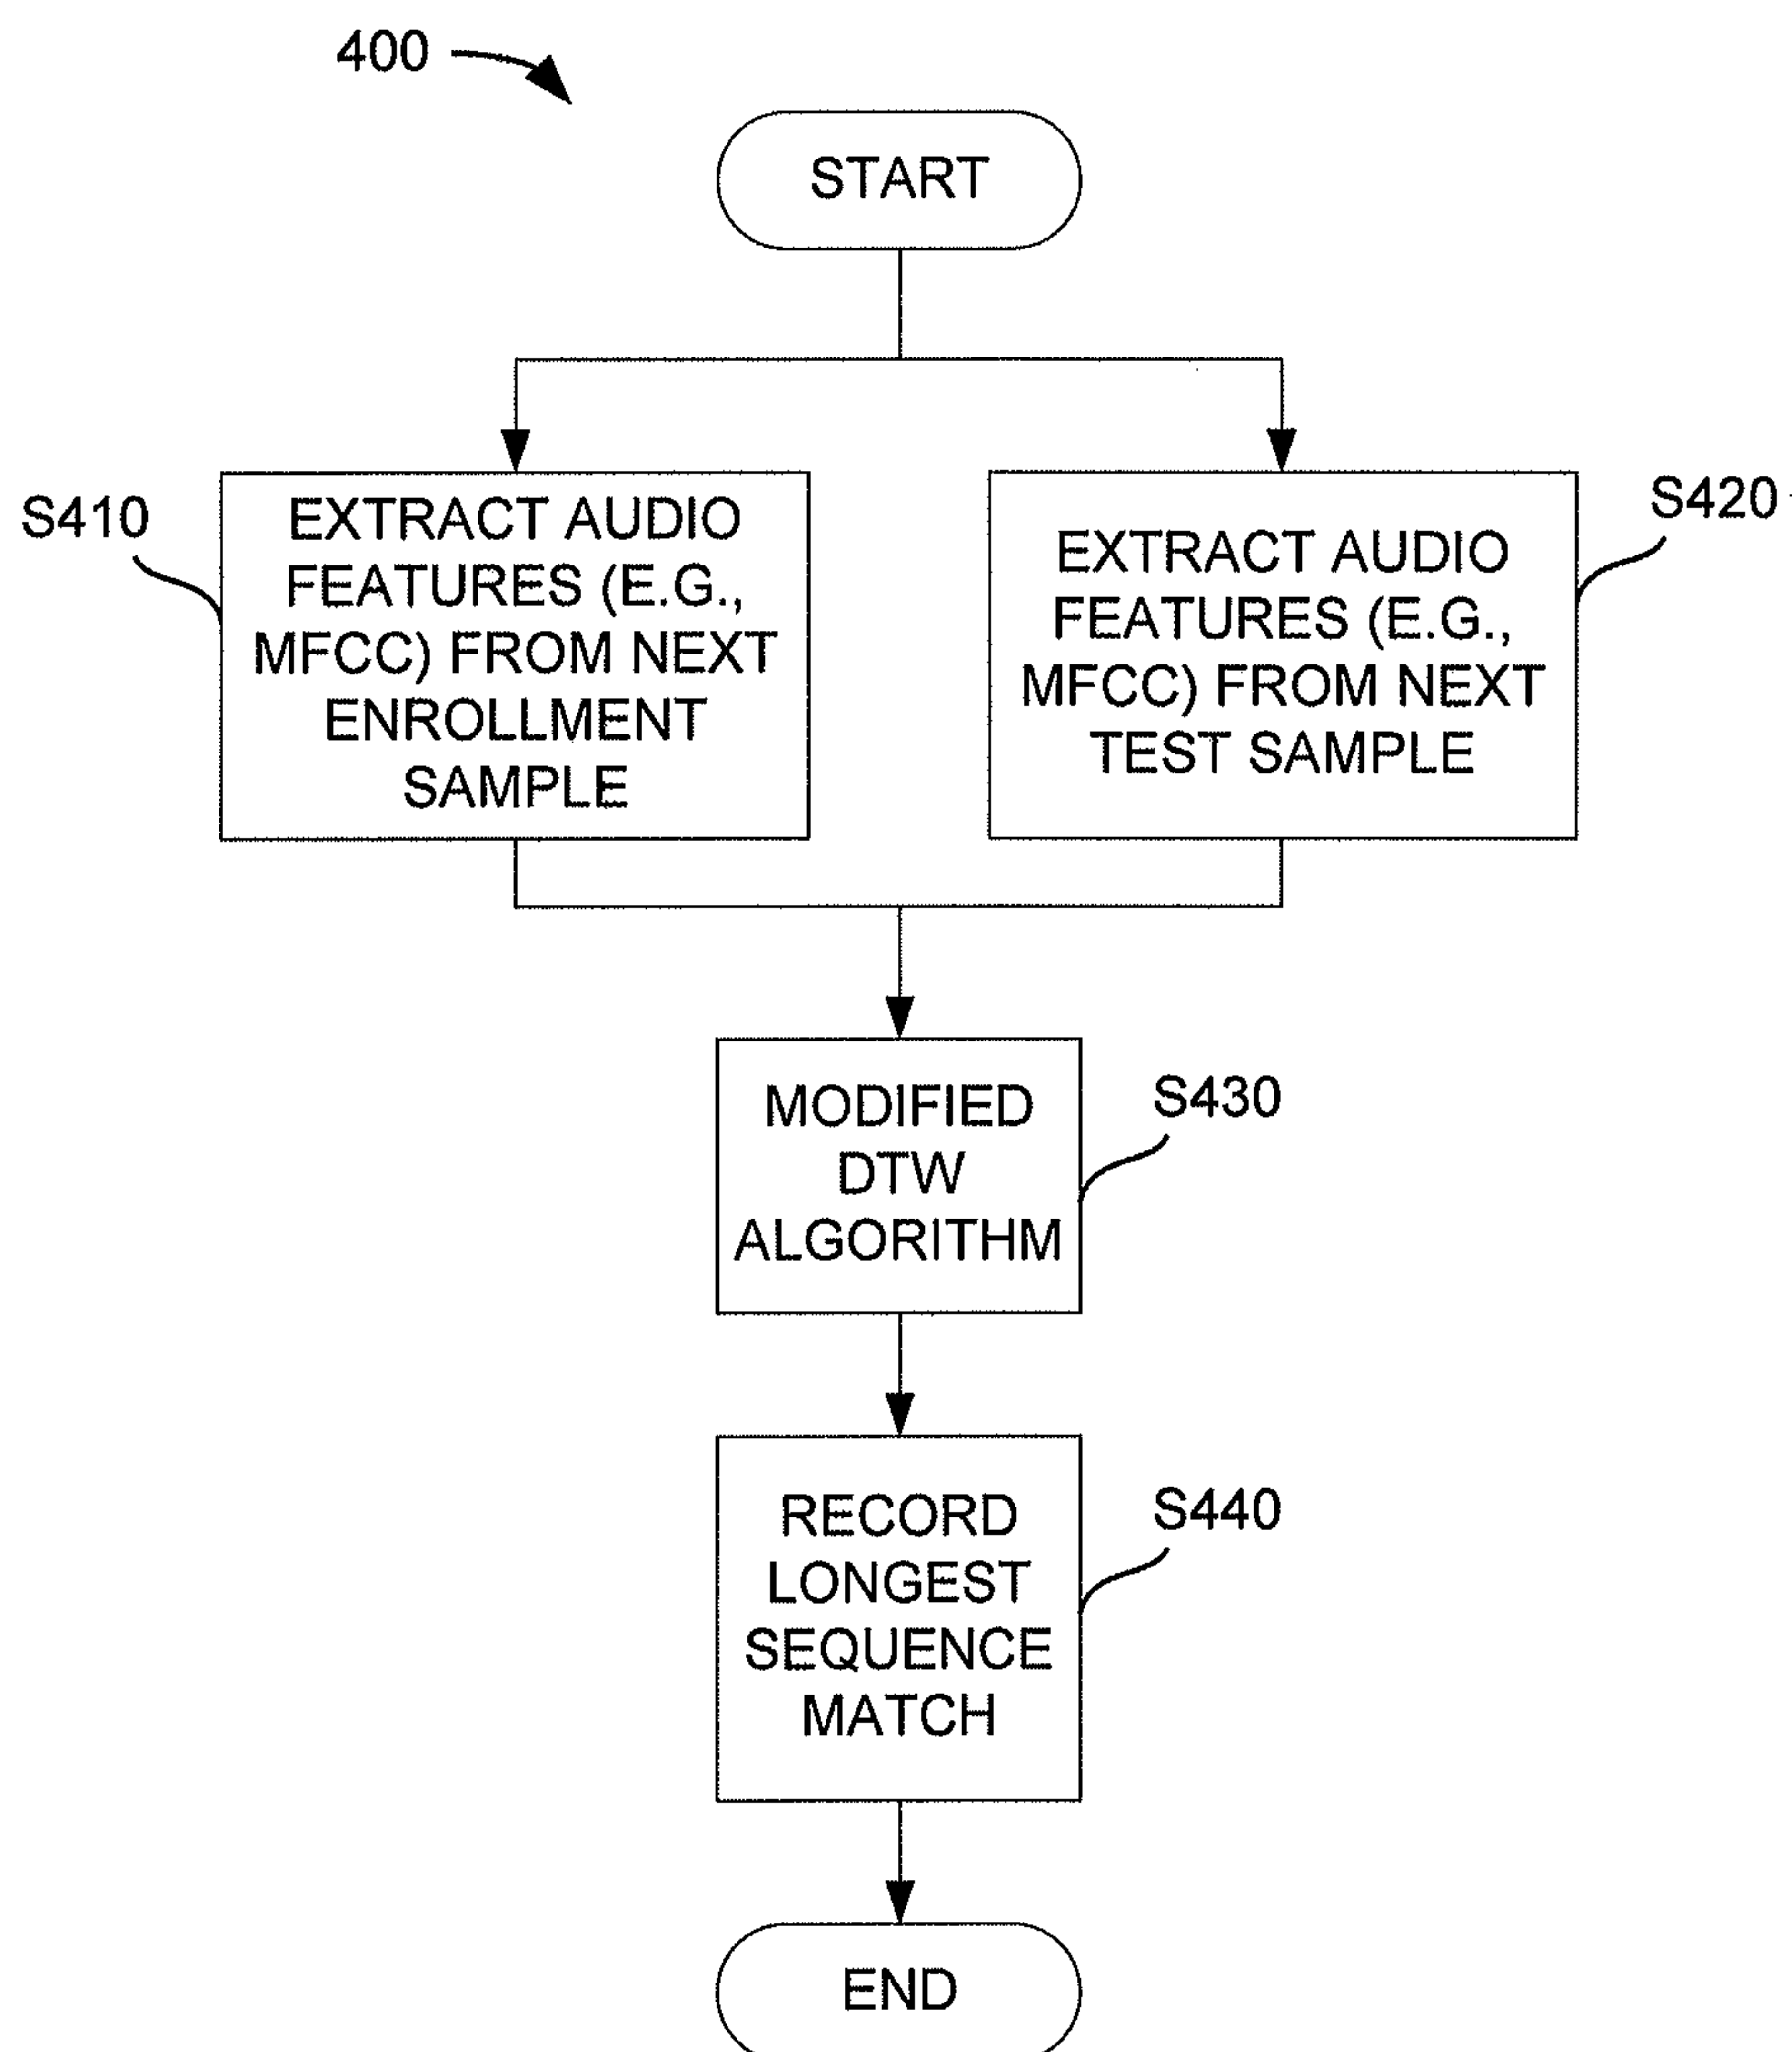 400
START
S410
EXTRACT AUDIO
FEATURES (E.G.,
MFCC) FROM NEXT
ENROLLMENT
SAMPLE
S420
EXTRACT AUDIO
FEATURES (E.G.,
MFCC) FROM NEXT
TEST SAMPLE
MODIFIED
DTW
ALGORITHM
S430
RECORD
LONGEST
SEQUENCE
MATCH
S440
END